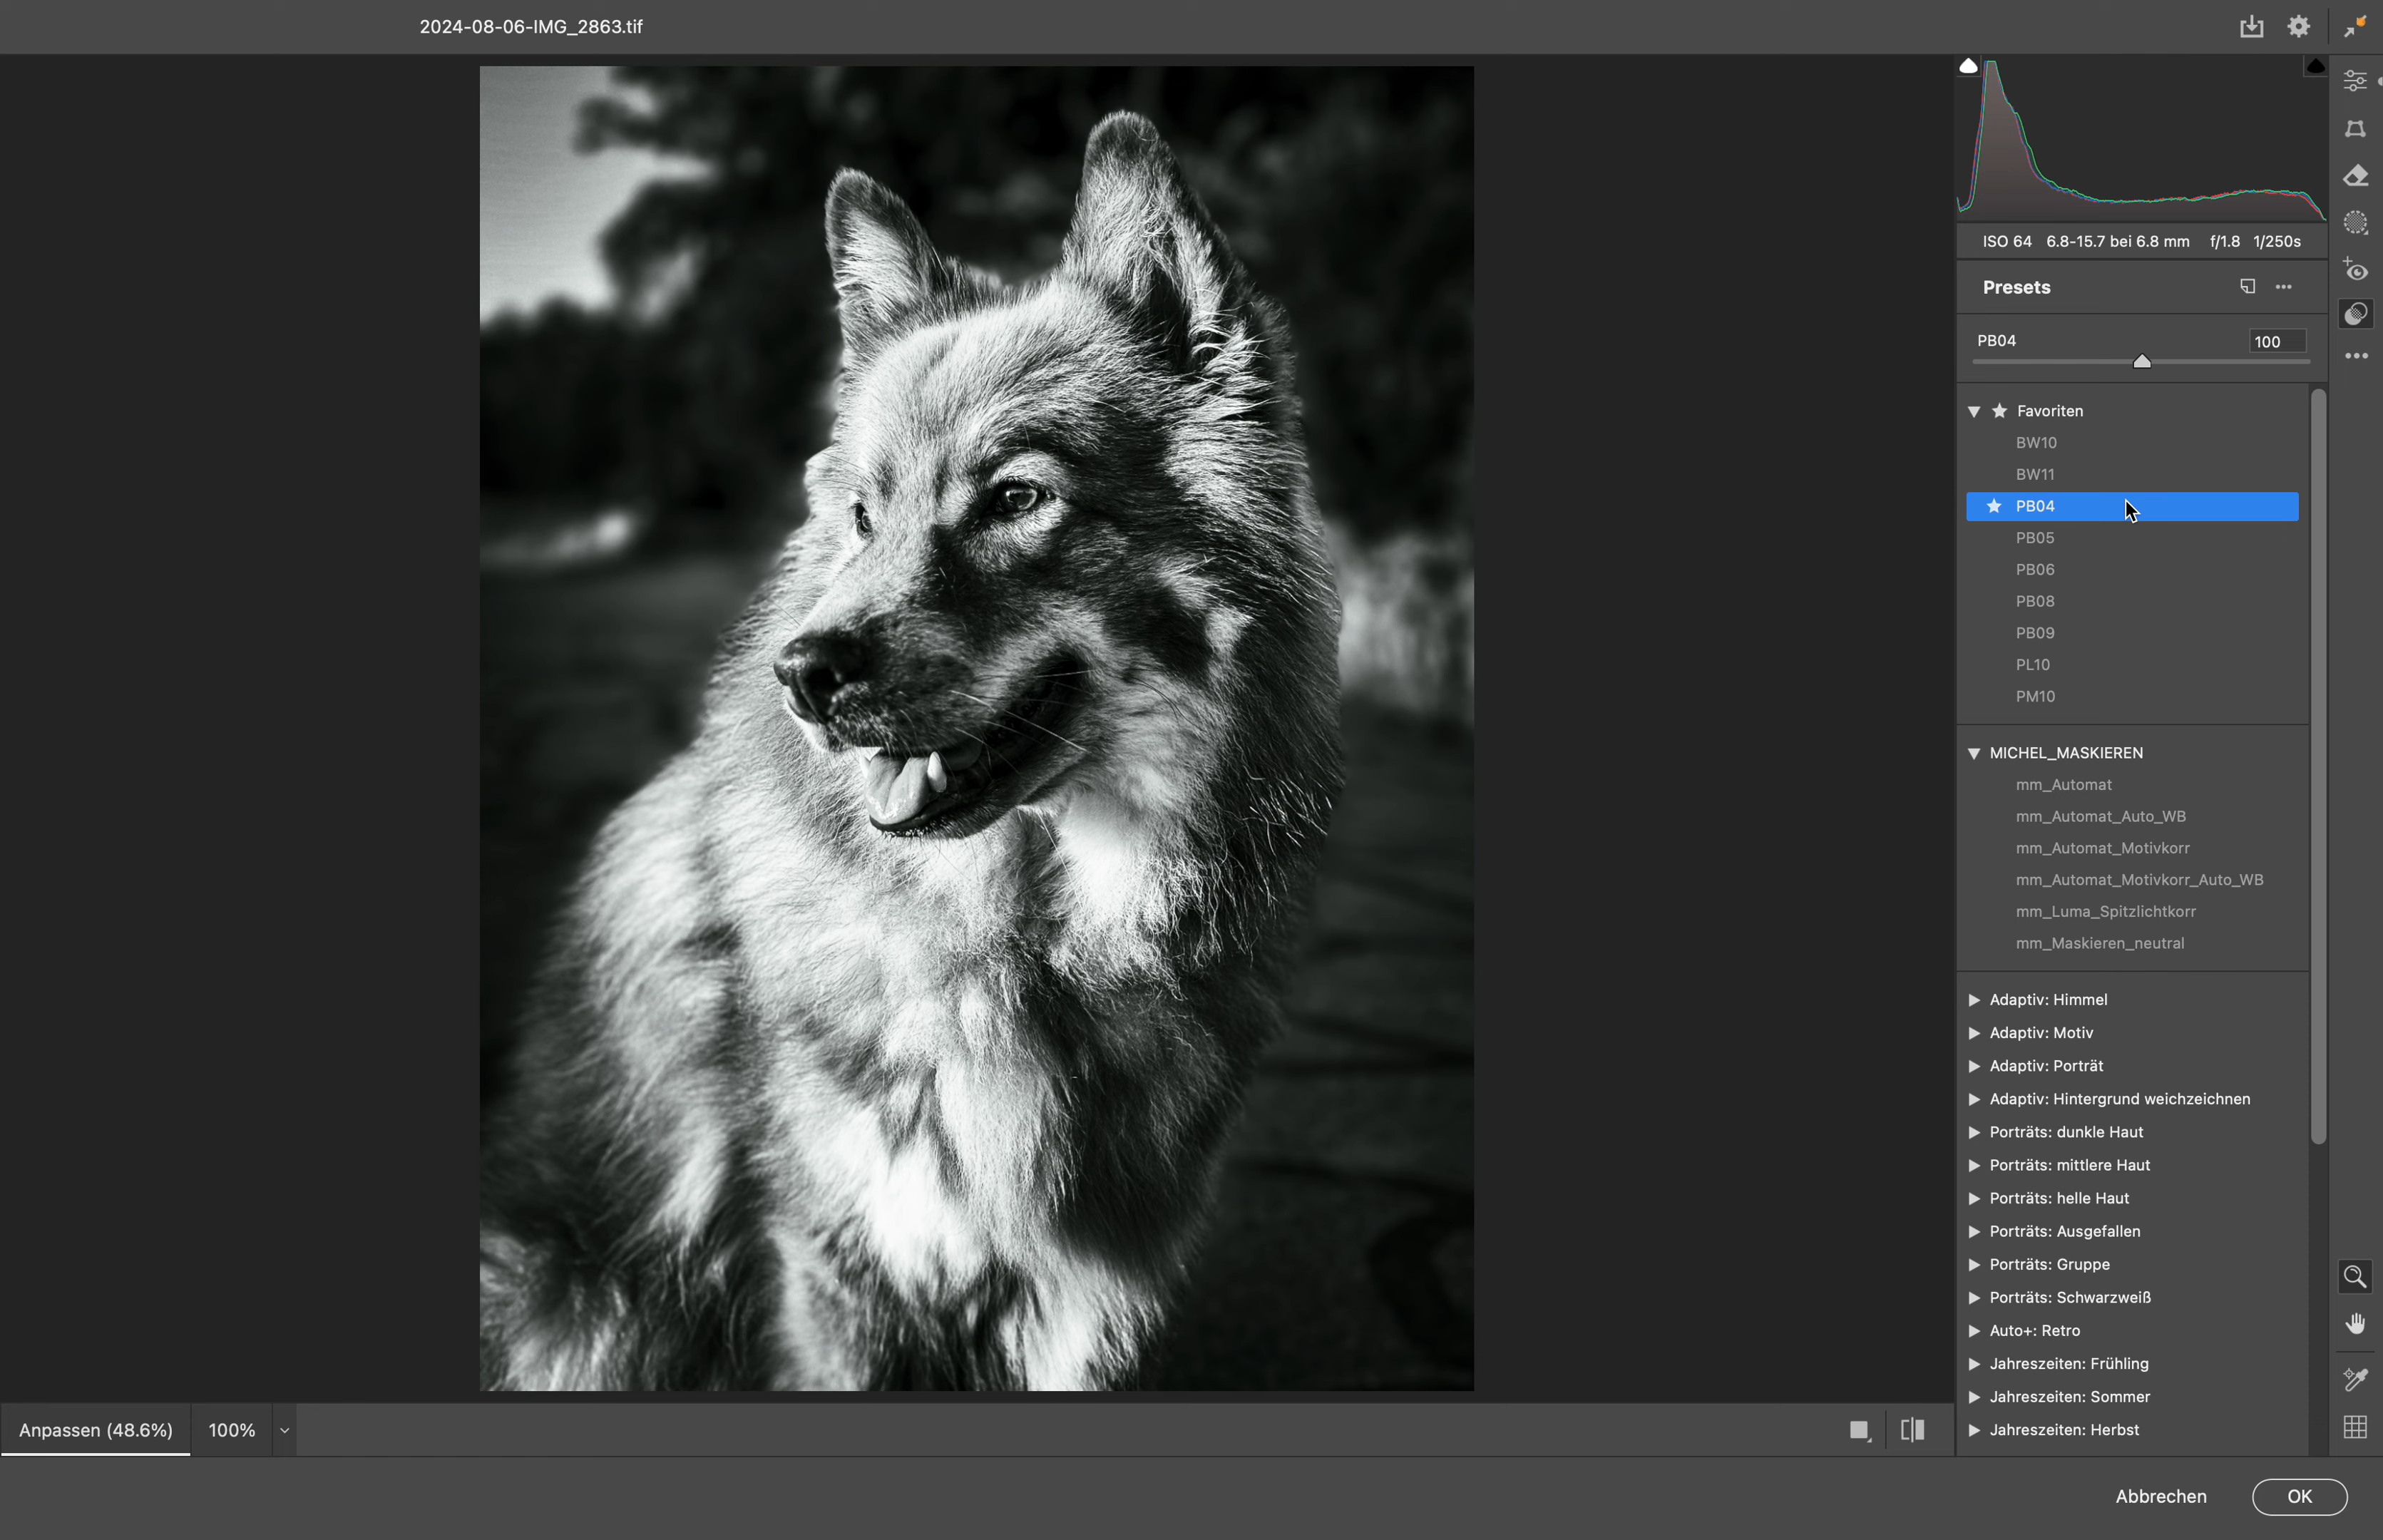 2024-08-06-IMG_2863.tif
ISO 64 6.8-15.7 bei 6.8 mm f/1.8 1/250s
Presets
PB04 100
Favoriten
BW10
BW11
PB04
PB05
PB06
PB08
PB09
PL10
PM10
MICHEL_MASKIEREN
mm_Automat
mm_Automat_Auto_WB
mm_Automat_Motivkorr
mm_Automat_Motivkorr_Auto_WB
mm_Luma_Spitzlichtkorr
mm_Maskieren_neutral
Adaptiv: Himmel
Adaptiv: Motiv
Adaptiv: Porträt
Adaptiv: Hintergrund weichzeichnen
Porträts: dunkle Haut
Porträts: mittlere Haut
Porträts: helle Haut
Porträts: Ausgefallen
Porträts: Gruppe
Porträts: Schwarzweiß
Auto+: Retro
Jahreszeiten: Frühling
Jahreszeiten: Sommer
Jahreszeiten: Herbst
Anpassen (48.6%) 100%
Abbrechen OK